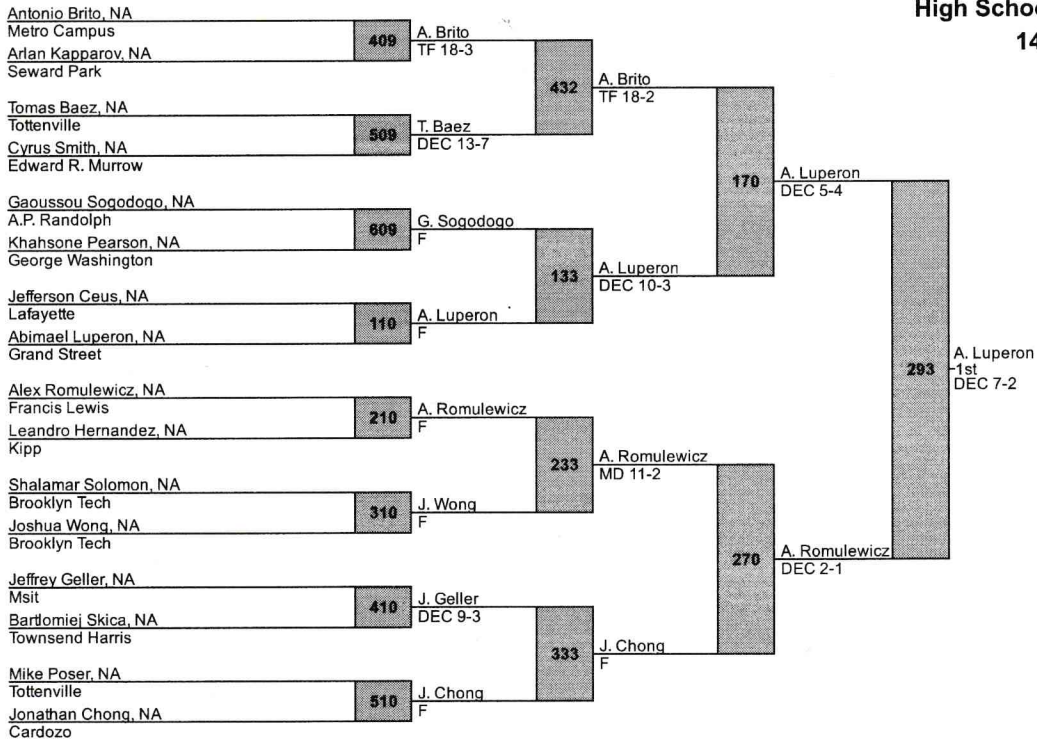 High Schoo
14
Antonio Brito, NA
Metro Campus
409
A. Brito
TF 18-3
Arlan Kapparov, NA
Seward Park
432
A. Brito
TF 18-2
Tomas Baez, NA
Tottenville
509
T. Baez
DEC 13-7
Cyrus Smith, NA
Edward R. Murrow
170
A. Luperon
DEC 5-4
Gaoussou Sogodogo, NA
A.P. Randolph
609
G. Sogodogo
F
Khahsone Pearson, NA
George Washington
133
A. Luperon
DEC 10-3
Jefferson Ceus, NA
Lafayette
110
A. Luperon
F
Abimael Luperon, NA
Grand Street
293
A. Luperon
1st
DEC 7-2
Alex Romulewicz, NA
Francis Lewis
210
A. Romulewicz
F
Leandro Hernandez, NA
Kipp
233
A. Romulewicz
MD 11-2
Shalamar Solomon, NA
Brooklyn Tech
310
J. Wong
F
Joshua Wong, NA
Brooklyn Tech
270
A. Romulewicz
DEC 2-1
Jeffrey Geller, NA
Msit
410
J. Geller
DEC 9-3
Bartlomiej Skica, NA
Townsend Harris
333
J. Chong
F
Mike Poser, NA
Tottenville
510
J. Chong
F
Jonathan Chong, NA
Cardozo